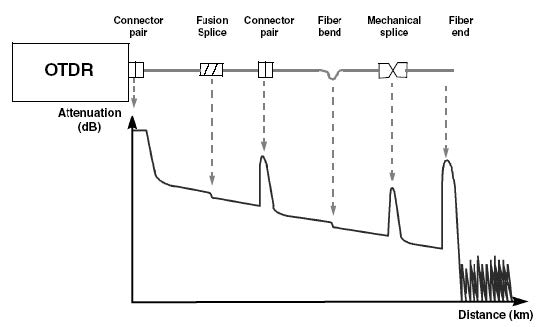 Connector Fusion Connector Fiber Mechanical Fiber
pair Splice pair bend splice end
OTDR
Attenuation
(dB)
Distance (km)